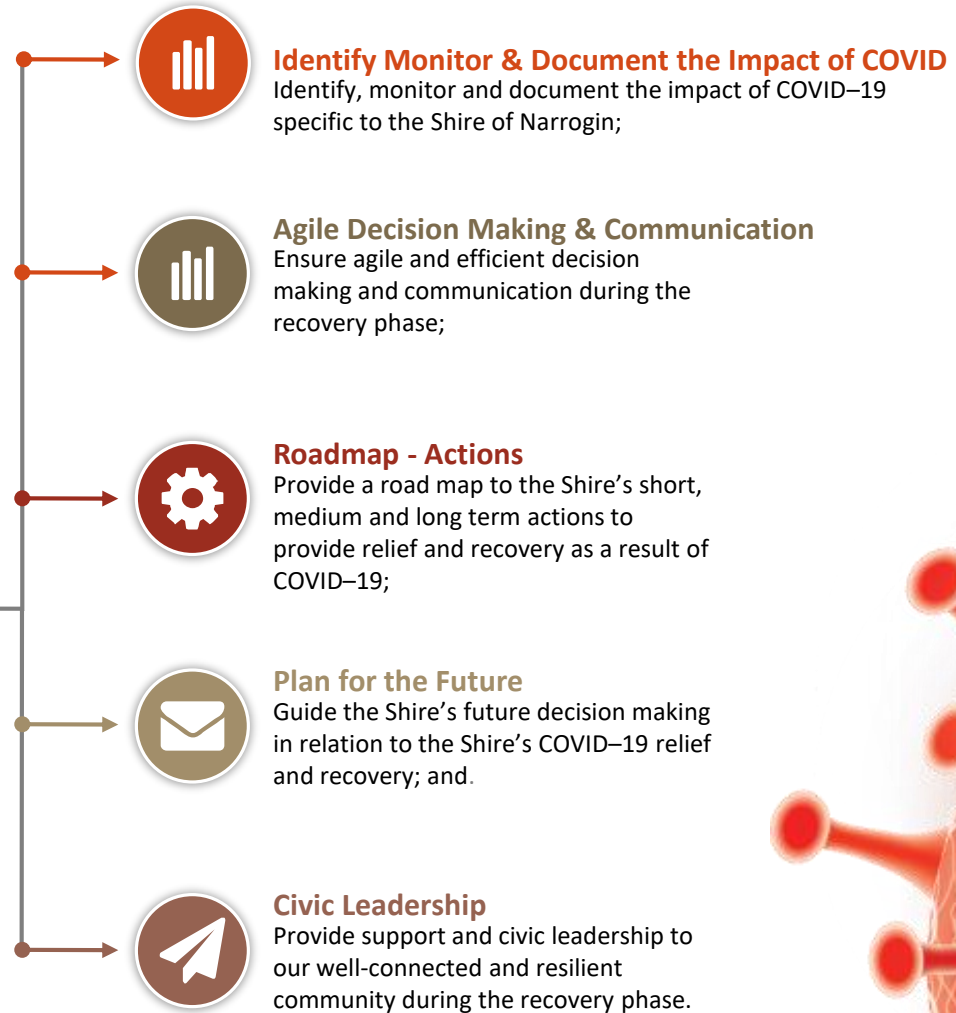 Identify Monitor & Document the Impact of COVID
Identify, monitor and document the impact of COVID–19
specific to the Shire of Narrogin;
Agile Decision Making & Communication
Ensure agile and efficient decision
making and communication during the
recovery phase;
Roadmap - Actions
Provide a road map to the Shire’s short,
medium and long term actions to
provide relief and recovery as a result of
COVID–19;
Plan for the Future
Guide the Shire’s future decision making
in relation to the Shire’s COVID–19 relief
and recovery; and.
Civic Leadership
Provide support and civic leadership to
our well-connected and resilient
community during the recovery phase.